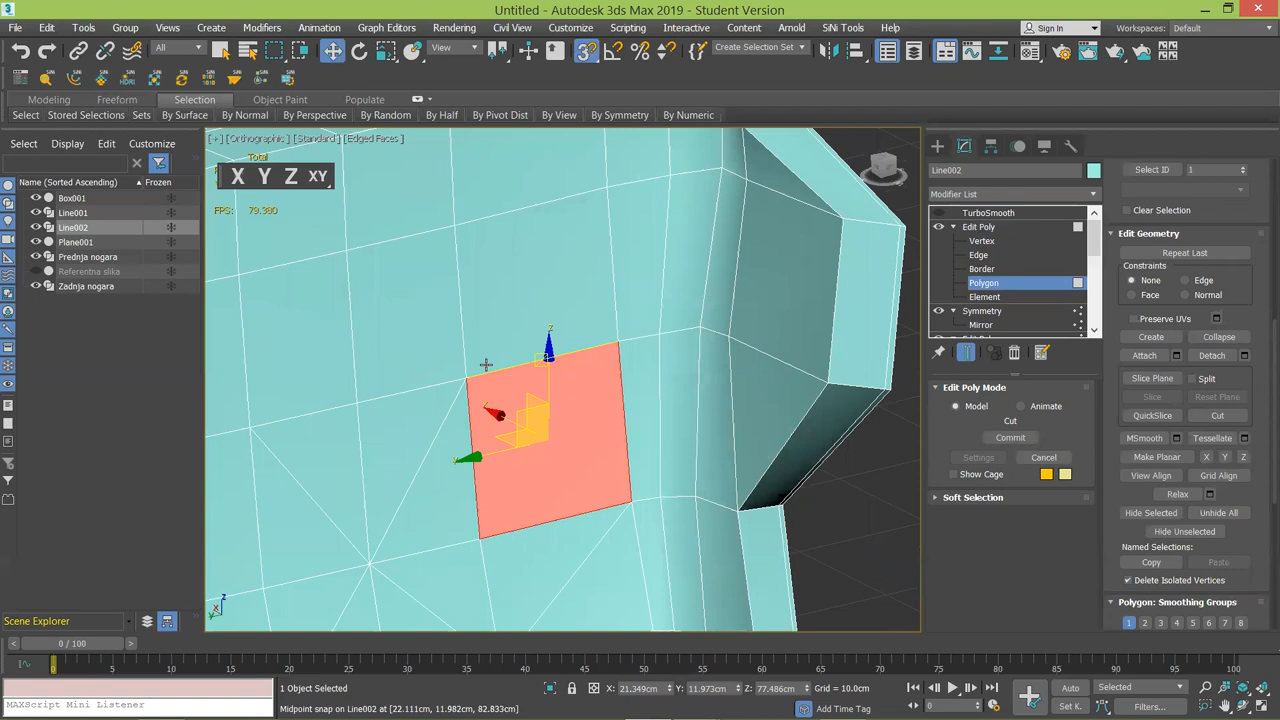 Untitled - Autodesk 3ds Max 2019 - Student Version
File Edit Tools Group Views Create Modifiers Animation Graph Editors Rendering Civil View Customize Scripting Interactive Content Arnold SiNi Tools Help
Sign In Workspaces: Default
All View Create Selection Set
Modeling Freeform Selection Object Paint Populate
Select Stored Selections Sets By Surface By Normal By Perspective By Random By Half By Pivot Distance By View By Symmetry By Numeric
Select Display Edit Customize
Name (Sorted Ascending) Frozen
Box001
Line001
Line002
Plane001
Prednja nogara
Referentna slika
Zadnja nogara
Scene Explorer
[+] [Orthographic] [Standard] [Edged Faces]
Total
X Y Z XY
FPS: 79.380
Line002
Modifier List
TurboSmooth
Edit Poly
Vertex
Edge
Border
Polygon
Element
Symmetry
Mirror
Edit Poly Mode
Model Animate
Cut
Commit
Settings Cancel
Show Cage
Soft Selection
Select ID 1
Clear Selection
Edit Geometry
Repeat Last
Constraints
None Edge
Face Normal
Preserve UVs
Create Collapse
Attach Detach
Slice Plane Split
Slice Reset Plane
QuickSlice Cut
MSmooth Tessellate
Make Planar X Y Z
View Align Grid Align
Relax
Hide Selected Unhide All
Hide Unselected
Named Selections:
Copy Paste
Delete Isolated Vertices
Polygon: Smoothing Groups
1 2 3 4 5 6 7 8
0 / 100
0 5 10 15 20 25 30 35 40 45 50 55 60 65 70 75 80 85 90 95 100
MAXScript Mini Listener
1 Object Selected
Midpoint snap on Line002 at [22.111cm, 11.982cm, 82.833cm]
X: 21.349cm Y: 11.973cm Z: 77.486cm Grid = 10.0cm
Add Time Tag
0
Auto Selected
Set K. Filters...